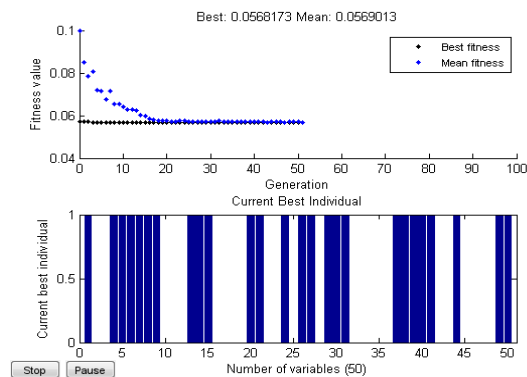 Best: 0.0568173 Mean: 0.0569013
0.1
0.08
0.06
0.04
Fitness value
Best fitness
Mean fitness
0 10 20 30 40 50 60 70 80 90 100
Generation
Current Best Individual
1
0.5
0
Current best individual
0 5 10 15 20 25 30 35 40 45 50
Number of variables (50)
Stop
Pause